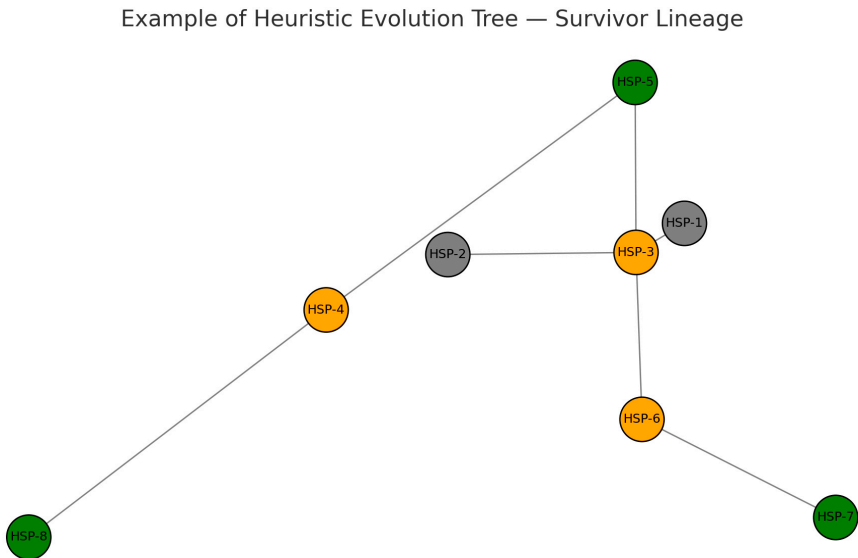 Example of Heuristic Evolution Tree — Survivor Lineage
HSP-5
HSP-1
HSP-3
HSP-2
HSP-4
HSP-6
HSP-7
HSP-8